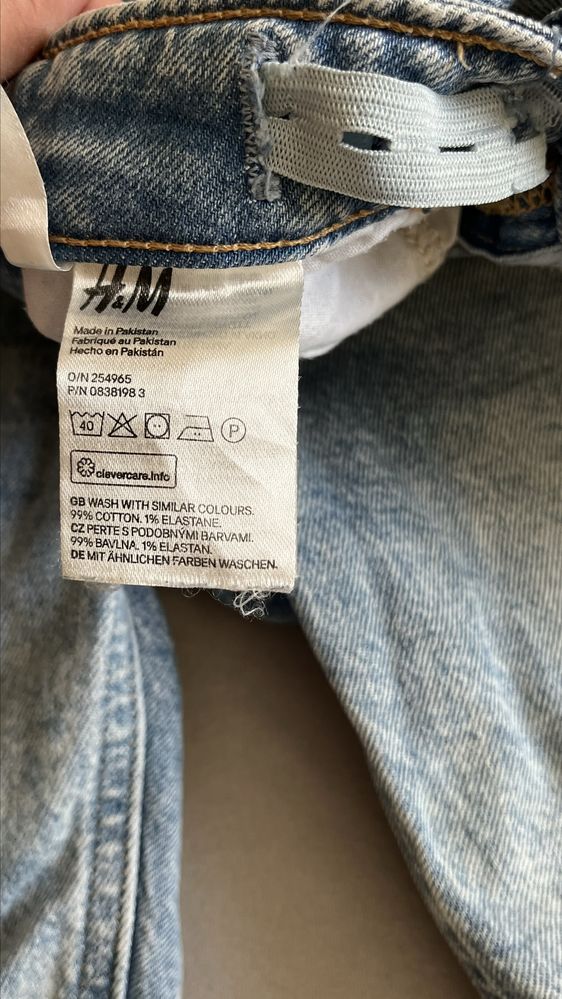 H&M
Made in Pakistan
Fabriqué au Pakistan
Hecho en Pakistán
O/N 254965
P/N 0838198 3
40 P
clevercare.info
GB WASH WITH SIMILAR COLOURS.
99% COTTON. 1% ELASTANE.
CZ PERTE S PODOBNÝMI BARVAMI.
99% BAVLNA. 1% ELASTAN.
DE MIT ÄHNLICHEN FARBEN WASCHEN.